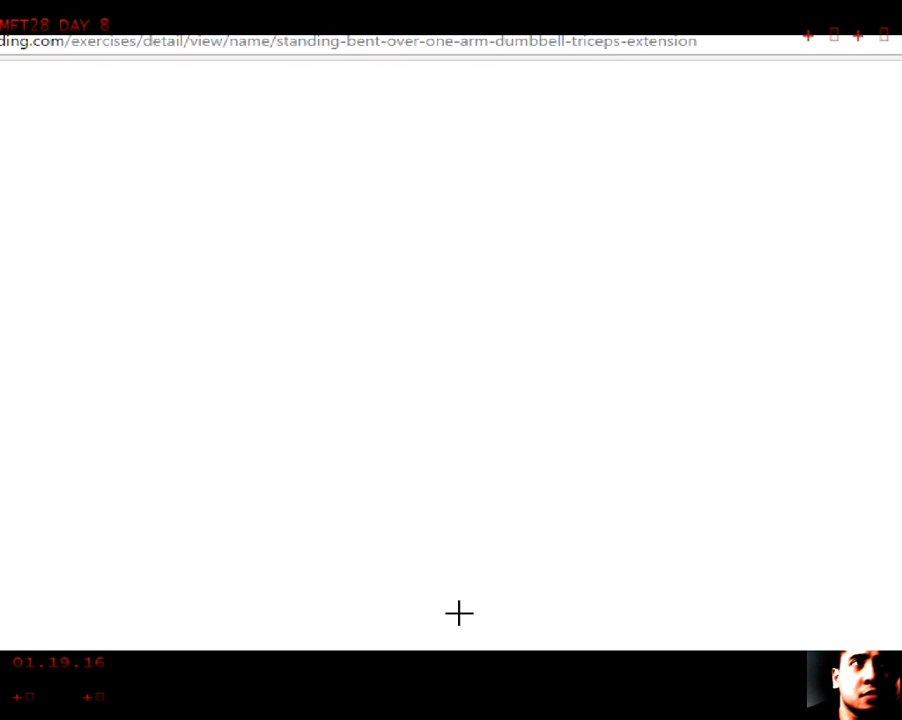 MFT28 DAY 8
ding.com/exercises/detail/view/name/standing-bent-over-one-arm-dumbbell-triceps-extension
01.19.16